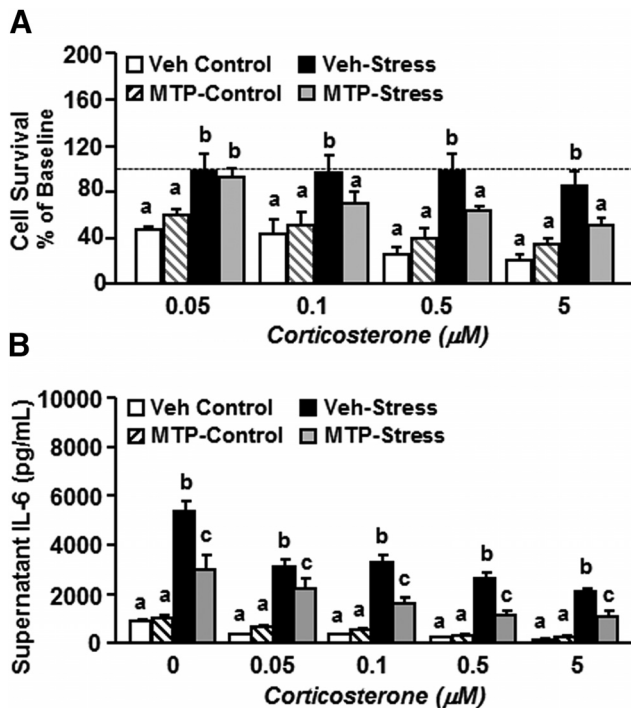 A
Veh Control Veh-Stress
MTP-Control MTP-Stress
Cell Survival
% of Baseline
200
160
120
80
40
0
a a b b
a a b a
a a b a
a a b a
0.05 0.1 0.5 5
Corticosterone (μM)
B
Veh Control Veh-Stress
MTP-Control MTP-Stress
Supernatant IL-6 (pg/mL)
10000
8000
6000
4000
2000
0
a a b c
a a b c
a a b c
a a b c
a a b c
0 0.05 0.1 0.5 5
Corticosterone (μM)